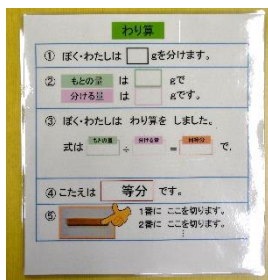 わり算
① ぼく・わたしは □ gを分けます。
② もとの量 は □ gで
分ける量 は □ gです。
③ ぼく・わたしは わり算を しました。
もとの量 分ける量 何等分
式は □ ÷ □ = □ で、
④ こたえは 等分 です。
⑤ 1番に ここを切ります。
2番に ここを切ります。